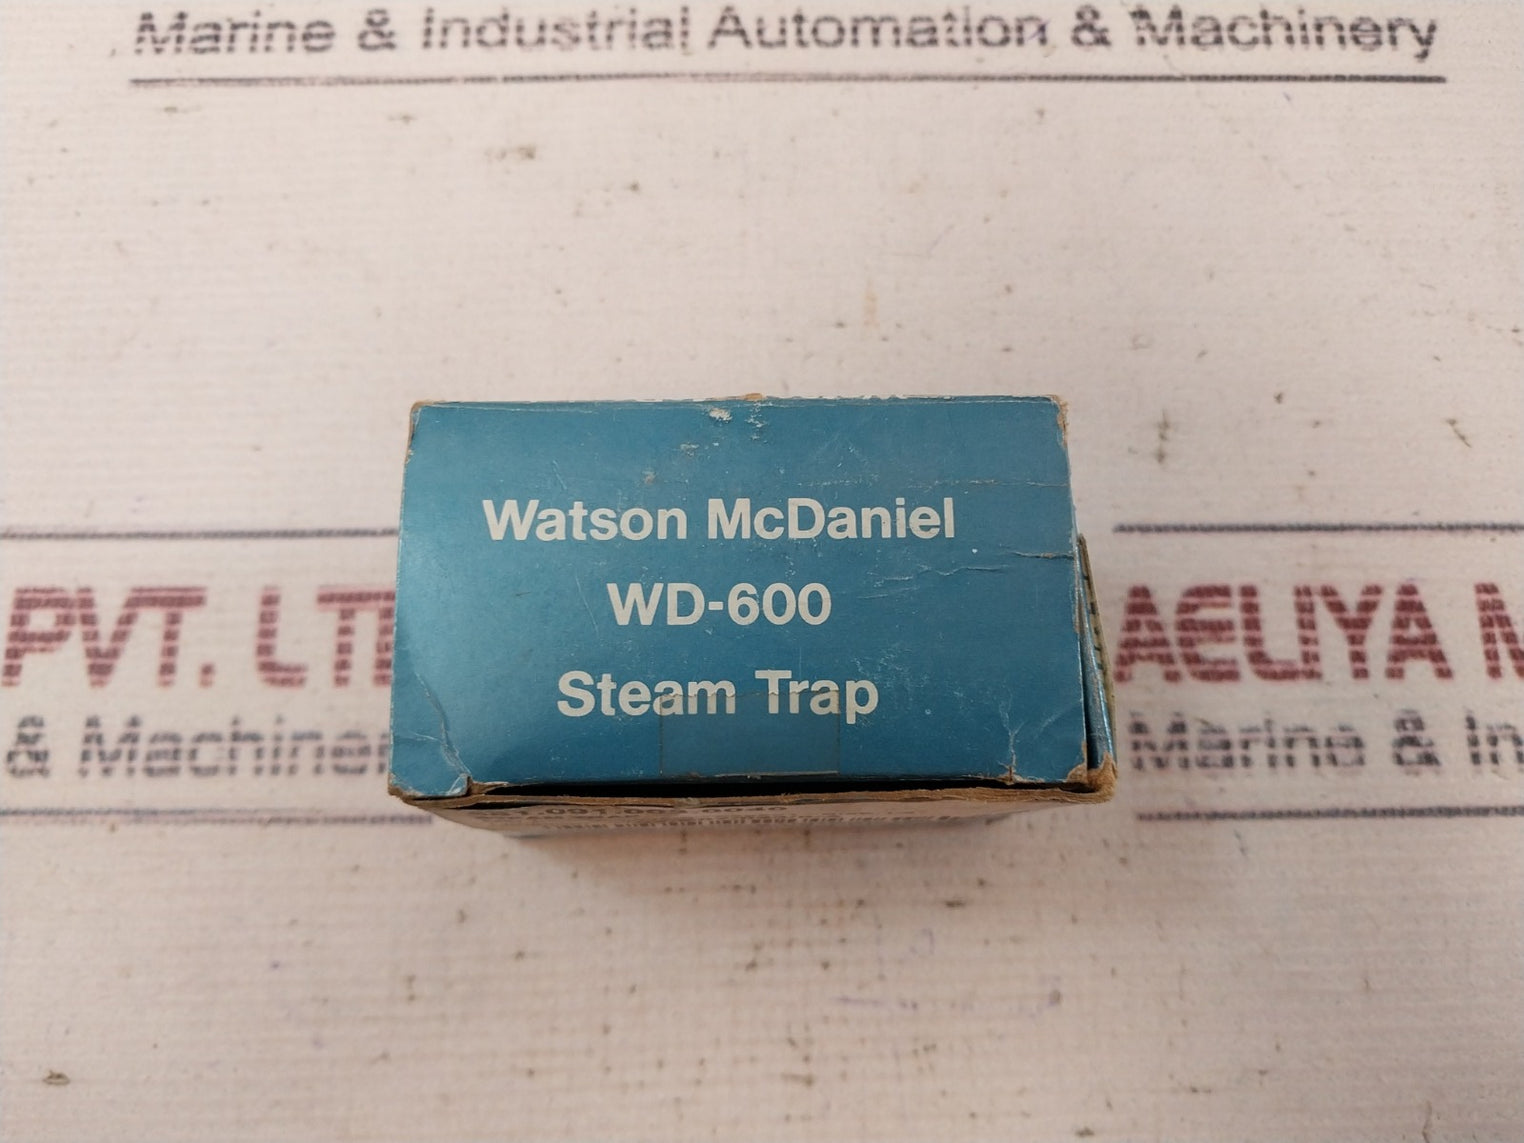 Marine & Industrial Automation & Machinery
Watson McDaniel
WD-600
Steam Trap
PVT. LT
AELIYA M
& Machiner
Marine & In